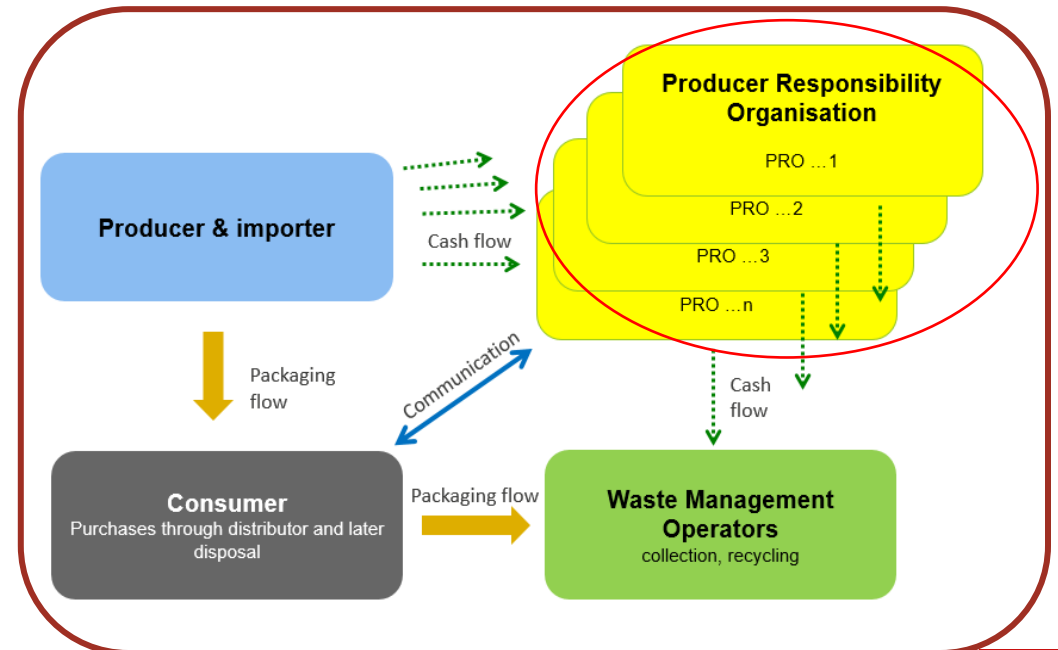 Producer Responsibility
Organisation
PRO ...1
PRO ...2
PRO ...3
PRO ...n
Producer & importer
Cash flow
Packaging
flow
Communication
Cash
flow
Consumer
Purchases through distributor and later
disposal
Packaging flow
Waste Management
Operators
collection, recycling